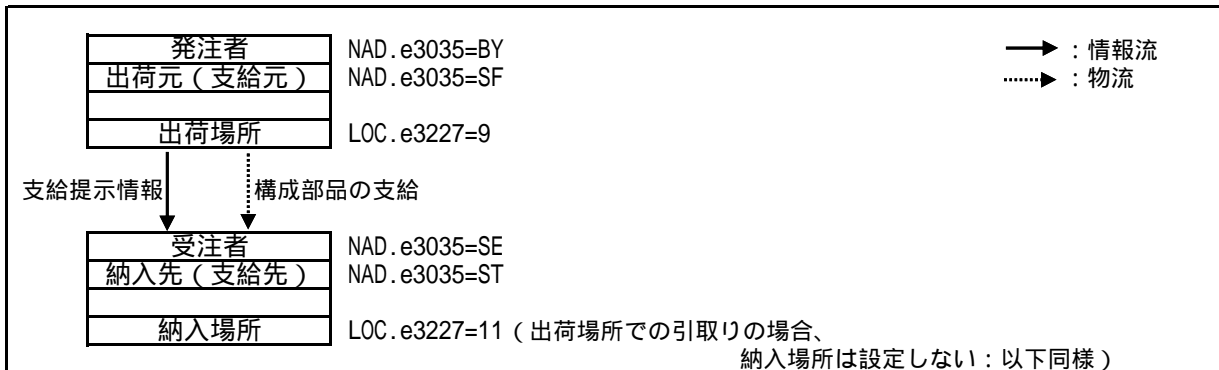 発注者 NAD.e3035=BY
→ :情報流
出荷元(支給元) NAD.e3035=SF
:物流
出荷場所 LOC.e3227=9
支給提示情報 構成部品の支給
受注者 NAD.e3035=SE
納入先(支給先) NAD.e3035=ST
納入場所 LOC.e3227=11(出荷場所での引取りの場合、
納入場所は設定しない:以下同様)